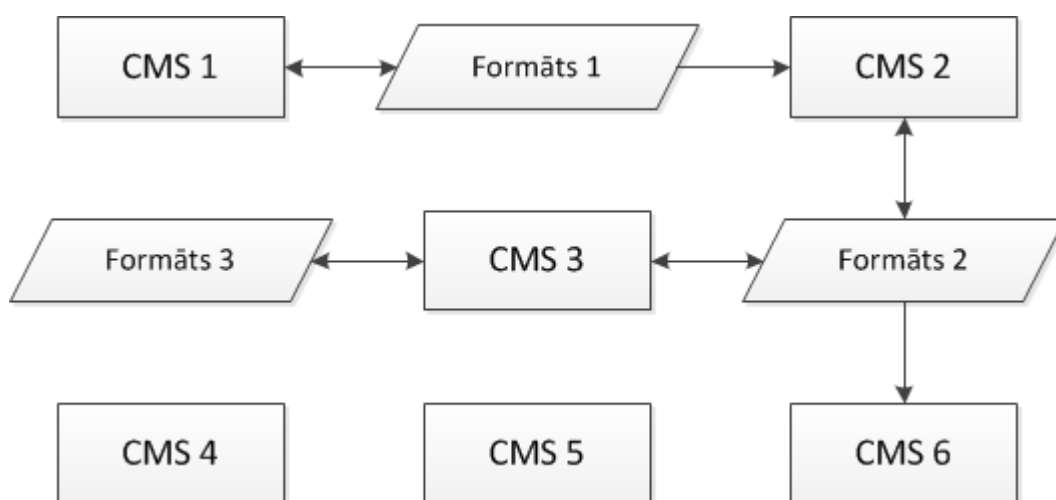 CMS 1
Formāts 1
CMS 2
Formāts 3
CMS 3
Formāts 2
CMS 4
CMS 5
CMS 6